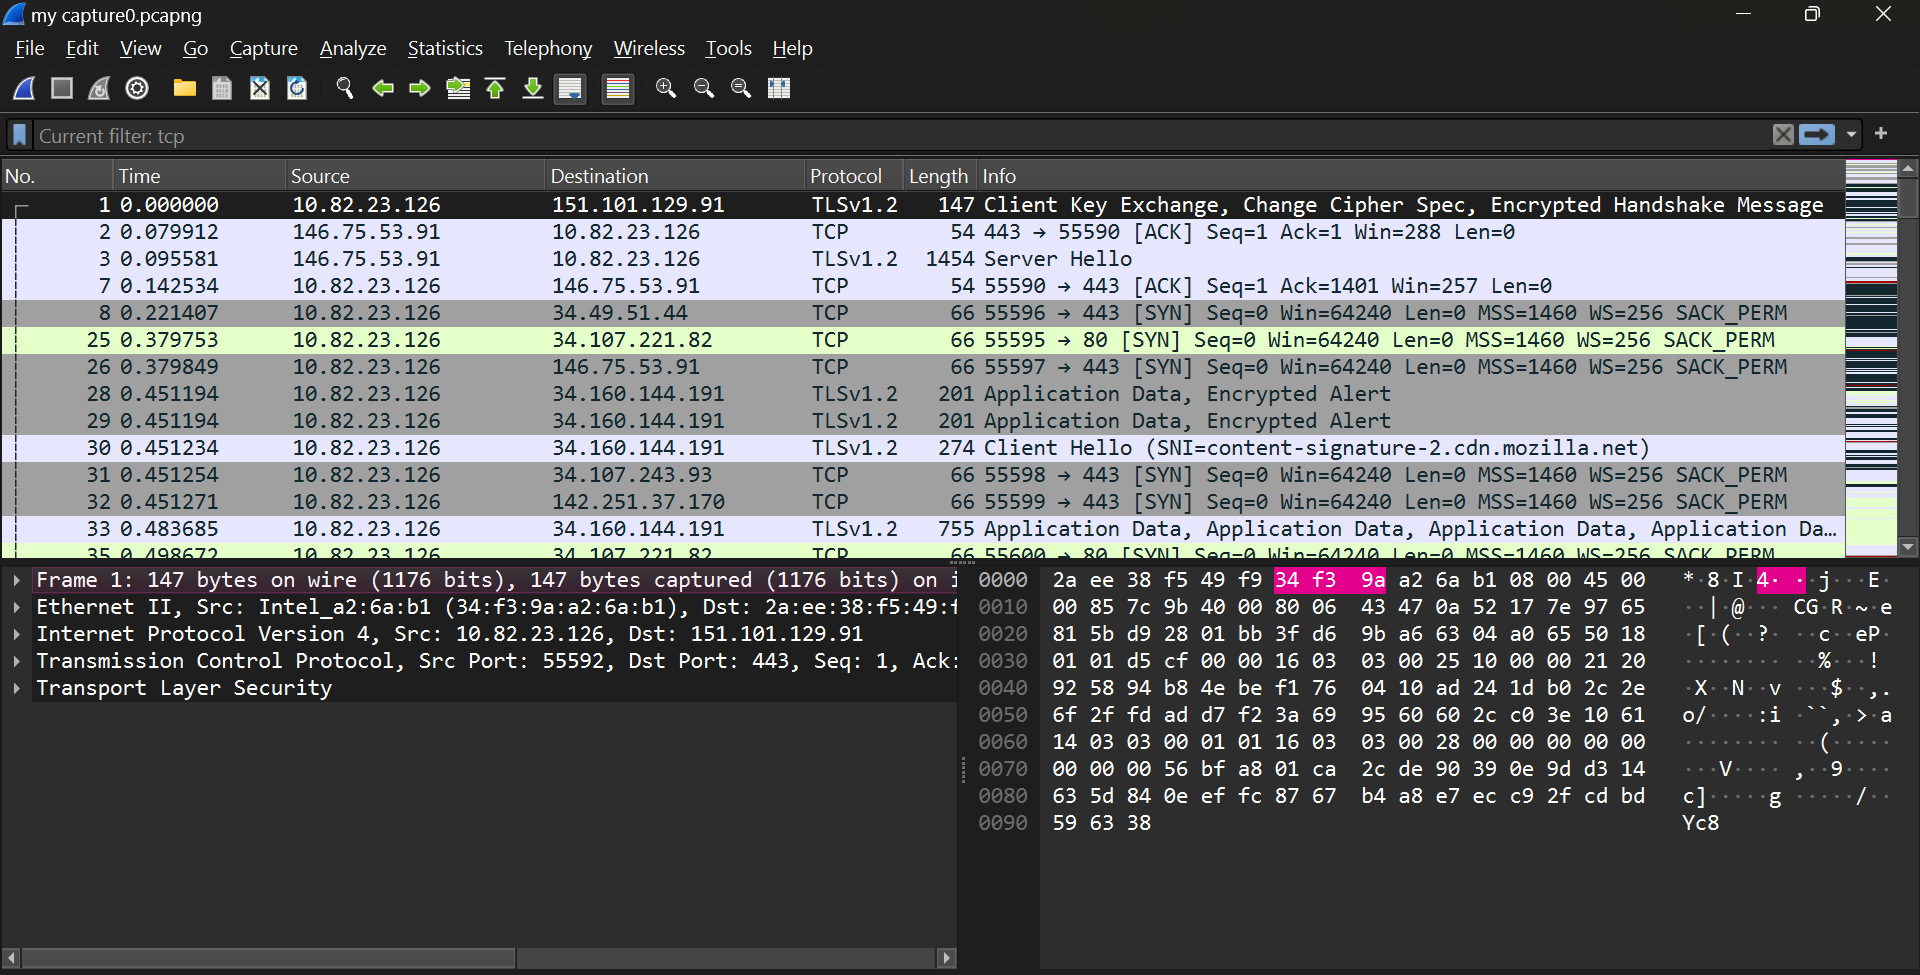 my capture0.pcapng
File Edit View Go Capture Analyze Statistics Telephony Wireless Tools Help
Current filter: tcp
No. Time Source Destination Protocol Length Info
1 0.000000 10.82.23.126 151.101.129.91 TLSv1.2 147 Client Key Exchange, Change Cipher Spec, Encrypted Handshake Message
2 0.079912 146.75.53.91 10.82.23.126 TCP 54 443 → 55590 [ACK] Seq=1 Ack=1 Win=288 Len=0
3 0.095581 146.75.53.91 10.82.23.126 TLSv1.2 1454 Server Hello
7 0.142534 10.82.23.126 146.75.53.91 TCP 54 55590 → 443 [ACK] Seq=1 Ack=1401 Win=257 Len=0
8 0.221407 10.82.23.126 34.49.51.44 TCP 66 55596 → 443 [SYN] Seq=0 Win=64240 Len=0 MSS=1460 WS=256 SACK_PERM
25 0.379753 10.82.23.126 34.107.221.82 TCP 66 55595 → 80 [SYN] Seq=0 Win=64240 Len=0 MSS=1460 WS=256 SACK_PERM
26 0.379849 10.82.23.126 146.75.53.91 TCP 66 55597 → 443 [SYN] Seq=0 Win=64240 Len=0 MSS=1460 WS=256 SACK_PERM
28 0.451194 10.82.23.126 34.160.144.191 TLSv1.2 201 Application Data, Encrypted Alert
29 0.451194 10.82.23.126 34.160.144.191 TLSv1.2 201 Application Data, Encrypted Alert
30 0.451234 10.82.23.126 34.160.144.191 TLSv1.2 274 Client Hello (SNI=content-signature-2.cdn.mozilla.net)
31 0.451254 10.82.23.126 34.107.243.93 TCP 66 55598 → 443 [SYN] Seq=0 Win=64240 Len=0 MSS=1460 WS=256 SACK_PERM
32 0.451271 10.82.23.126 142.251.37.170 TCP 66 55599 → 443 [SYN] Seq=0 Win=64240 Len=0 MSS=1460 WS=256 SACK_PERM
33 0.483685 10.82.23.126 34.160.144.191 TLSv1.2 755 Application Data, Application Data, Application Data, Application Da…
35 0.498672 10.82.23.126 34.107.221.82 TCP 66 55600 → 80 [SYN] Seq=0 Win=64240 Len=0 MSS=1460 WS=256 SACK_PERM
Frame 1: 147 bytes on wire (1176 bits), 147 bytes captured (1176 bits) on i
Ethernet II, Src: Intel_a2:6a:b1 (34:f3:9a:a2:6a:b1), Dst: 2a:ee:38:f5:49:f
Internet Protocol Version 4, Src: 10.82.23.126, Dst: 151.101.129.91
Transmission Control Protocol, Src Port: 55592, Dst Port: 443, Seq: 1, Ack:
Transport Layer Security
0000 2a ee 38 f5 49 f9 34 f3 9a a2 6a b1 08 00 45 00 *·8·I·4· ··j···E·
0010 00 85 7c 9b 40 00 80 06 43 47 0a 52 17 7e 97 65 ··|·@··· CG·R·~·e
0020 81 5b d9 28 01 bb 3f d6 9b a6 63 04 a0 65 50 18 ·[·(··?· ··c··eP·
0030 01 01 d5 cf 00 00 16 03 03 00 25 10 00 00 21 20 ········ ··%···!
0040 92 58 94 b8 4e be f1 76 04 10 ad 24 1d b0 2c 2e ·X··N··v ···$··,.
0050 6f 2f fd ad d7 f2 3a 69 95 60 60 2c c0 3e 10 61 o/····:i ·``,·>·a
0060 14 03 03 00 01 01 16 03 03 00 28 00 00 00 00 00 ········ ··(·····
0070 00 00 00 56 bf a8 01 ca 2c de 90 39 0e 9d d3 14 ···V···· ,··9····
0080 63 5d 84 0e ef fc 87 67 b4 a8 e7 ec c9 2f cd bd c]·····g ·····/··
0090 59 63 38 Yc8